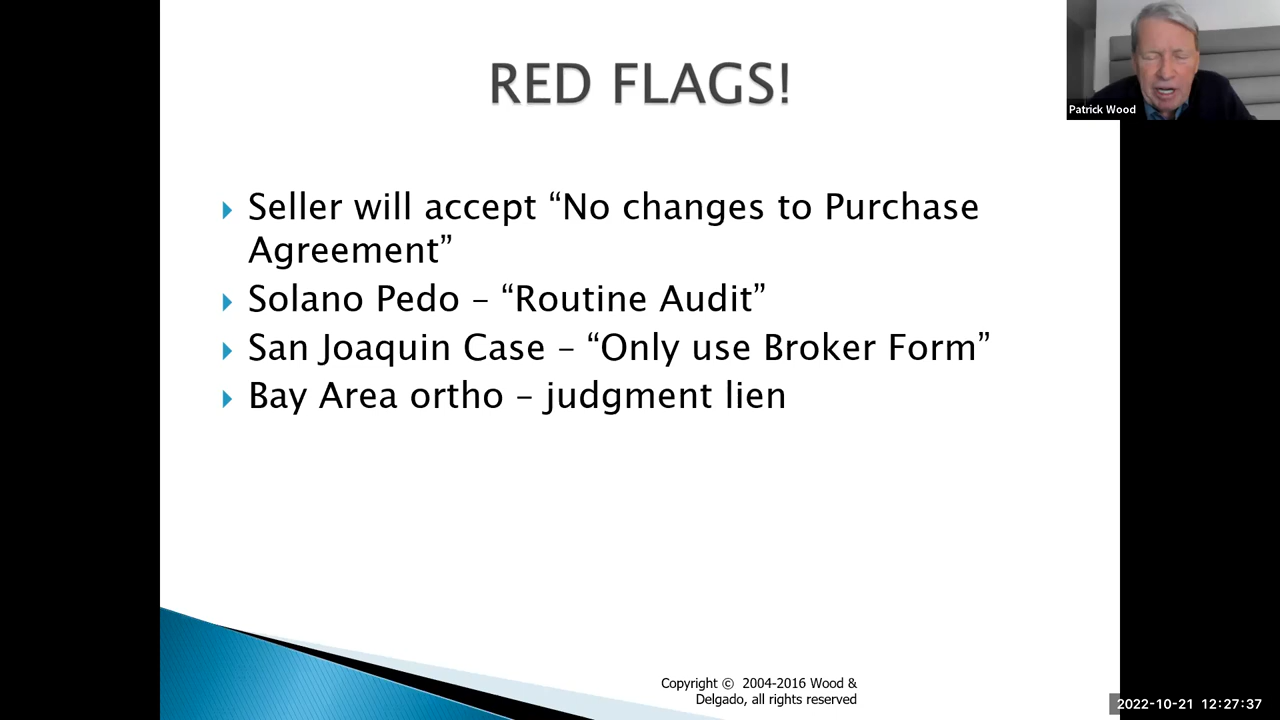 RED FLAGS!
Patrick Wood
Seller will accept “No changes to Purchase
Agreement”
Solano Pedo – “Routine Audit”
San Joaquin Case – “Only use Broker Form”
Bay Area ortho – judgment lien
Copyright © 2004-2016 Wood &
Delgado, all rights reserved
2022-10-21 12:27:37